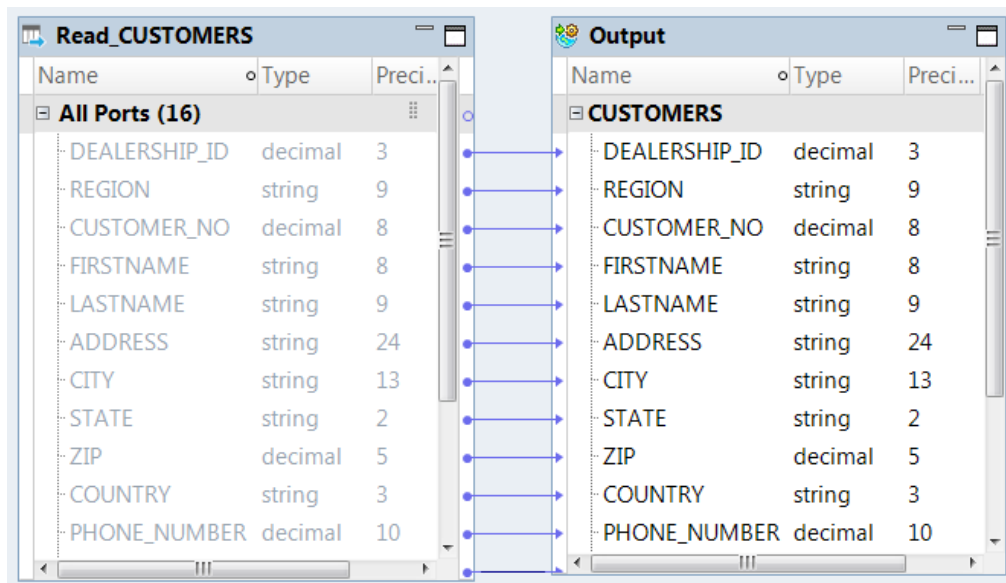 Read_CUSTOMERS
Name Type Preci..
All Ports (16)
DEALERSHIP_ID decimal 3
REGION string 9
CUSTOMER_NO decimal 8
FIRSTNAME string 8
LASTNAME string 9
ADDRESS string 24
CITY string 13
STATE string 2
ZIP decimal 5
COUNTRY string 3
PHONE_NUMBER decimal 10
Output
Name Type Preci...
CUSTOMERS
DEALERSHIP_ID decimal 3
REGION string 9
CUSTOMER_NO decimal 8
FIRSTNAME string 8
LASTNAME string 9
ADDRESS string 24
CITY string 13
STATE string 2
ZIP decimal 5
COUNTRY string 3
PHONE_NUMBER decimal 10